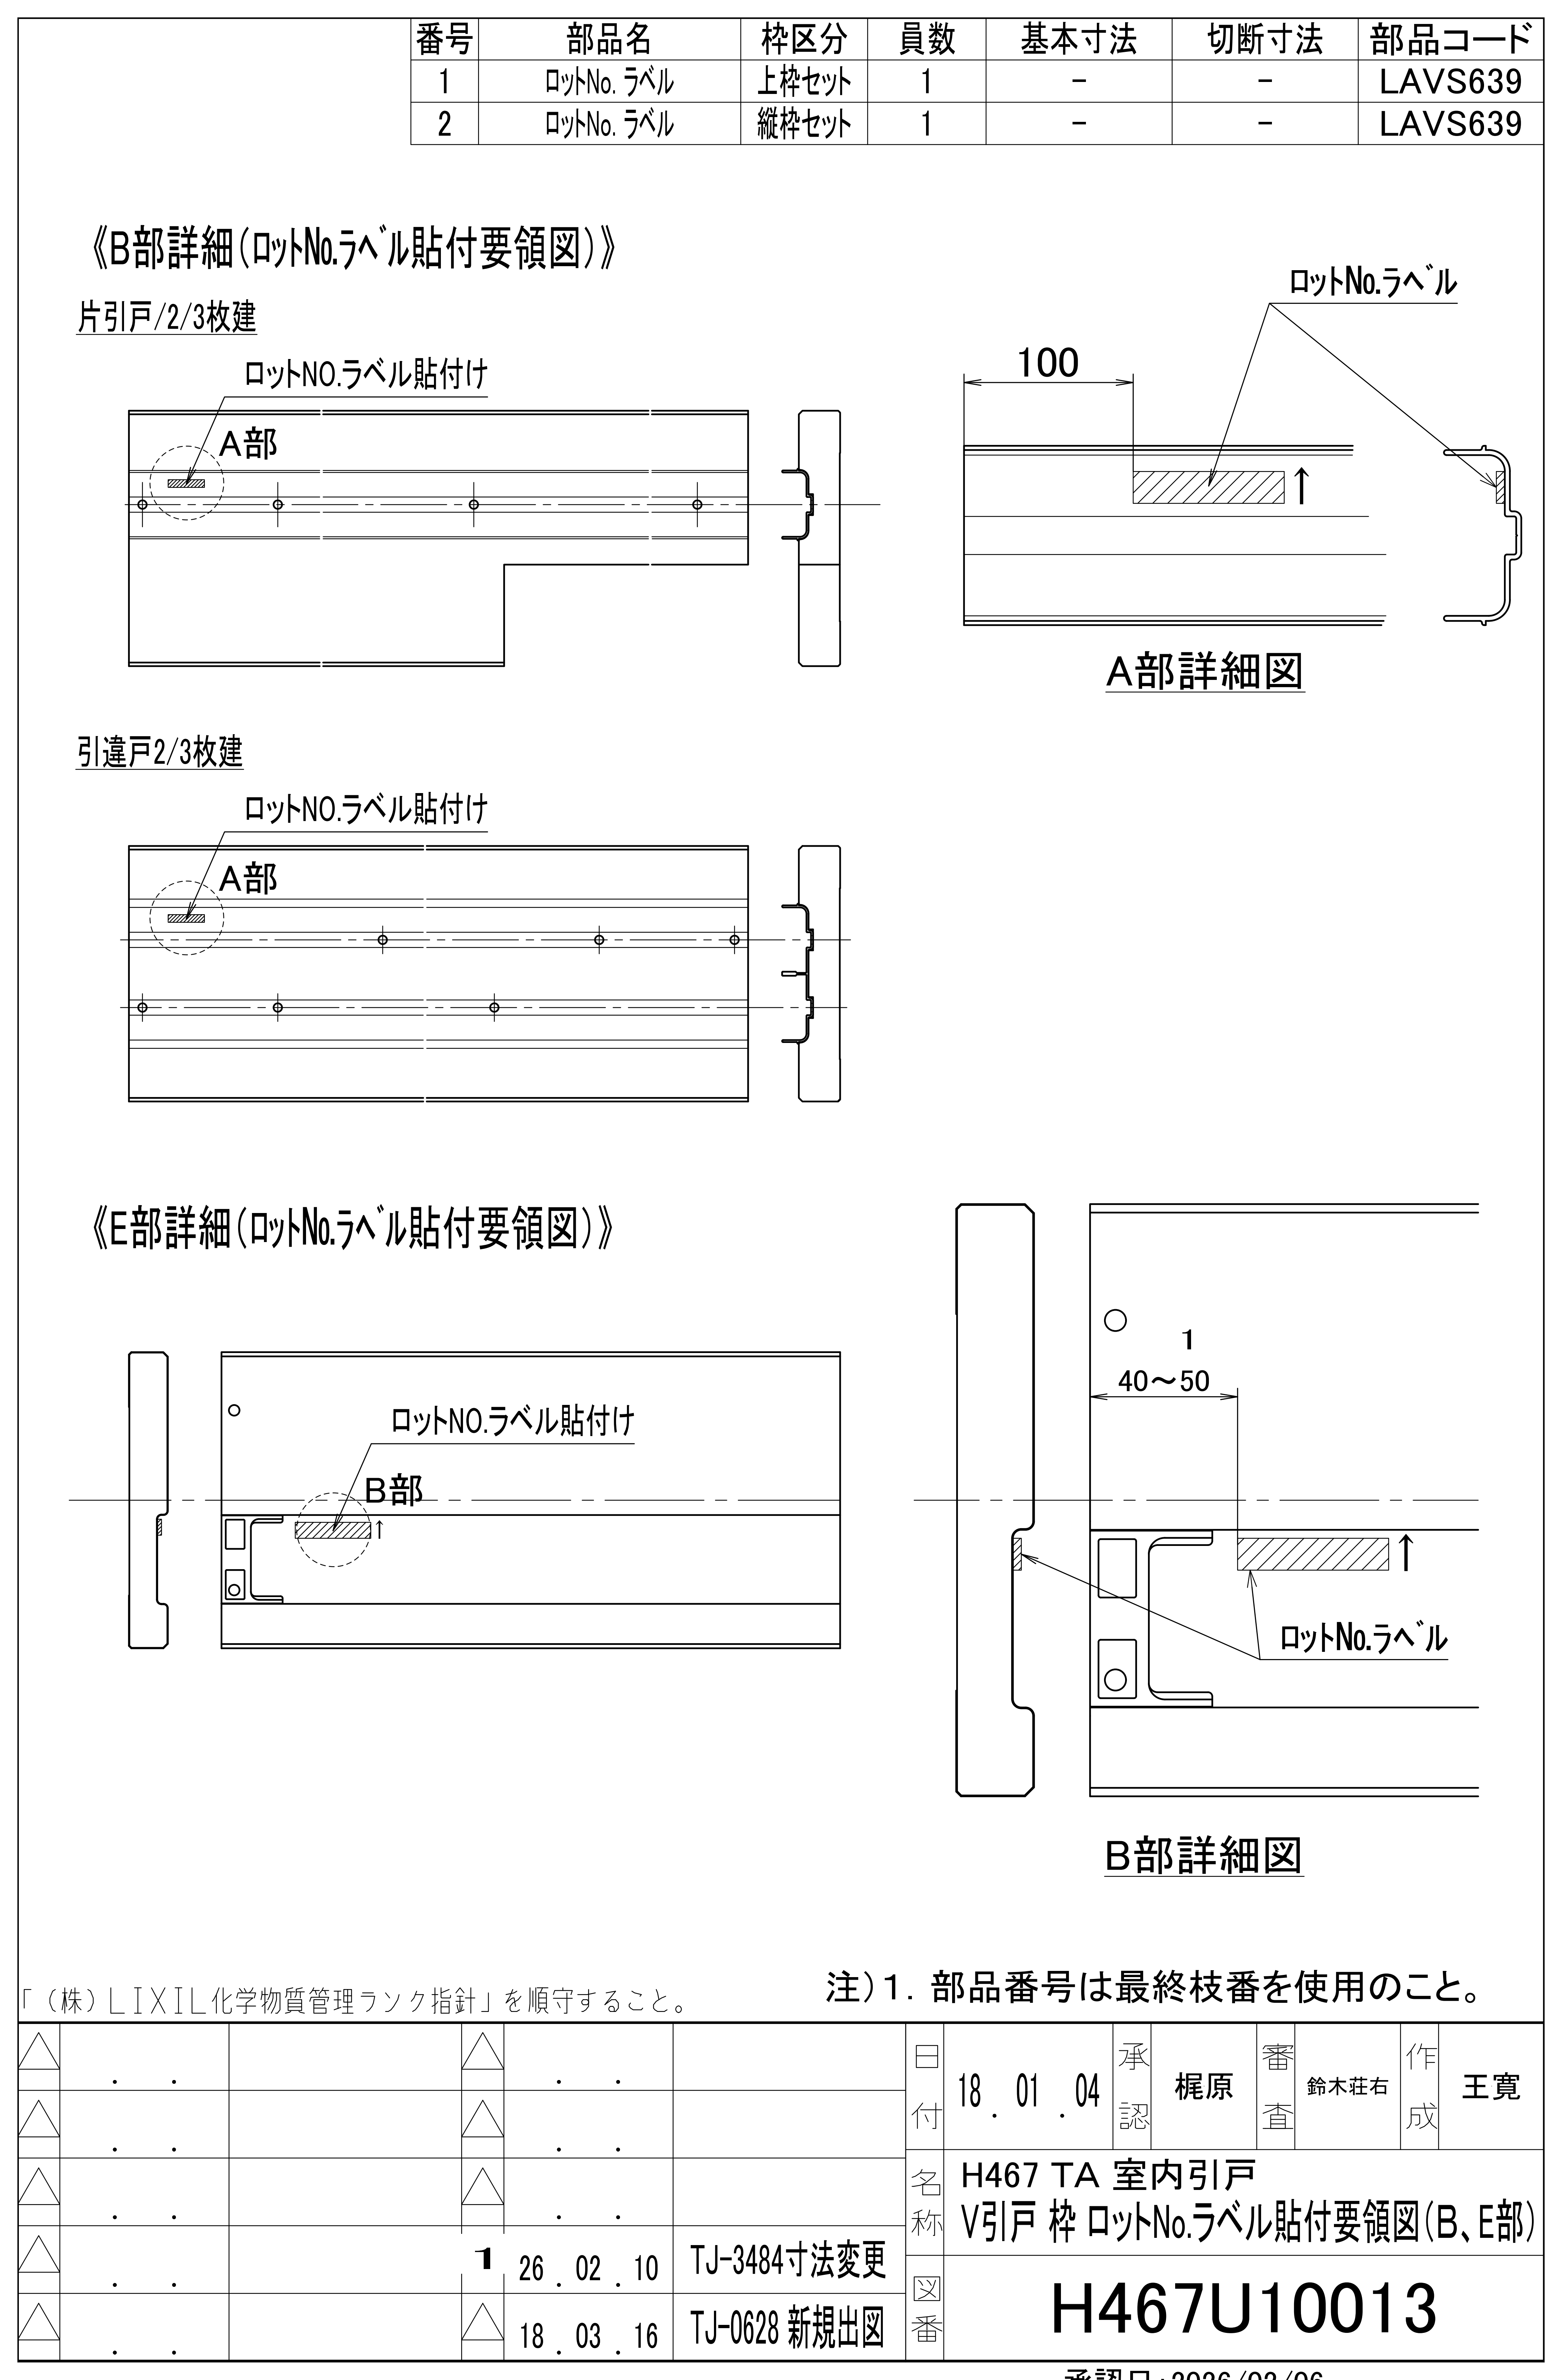 番号 部品名 枠区分 員数 基本寸法 切断寸法 部品コード
1 ロットNo. ラベル 上枠セット 1 − − LAVS639
2 ロットNo. ラベル 縦枠セット 1 − − LAVS639
《B部詳細(ロットNo.ラベル貼付要領図)》
ロットNo.ラベル
片引戸/2/3枚建
100
ロットNO.ラベル貼付け
A部
A部詳細図
引違戸2/3枚建
ロットNO.ラベル貼付け
A部
《E部詳細(ロットNo.ラベル貼付要領図)》
1
40〜50
ロットNO.ラベル貼付け
B部
ロットNo.ラベル
B部詳細図
注)1. 部品番号は最終枝番を使用のこと。
「(株)LIXIL化学物質管理ランク指針」を順守すること。
日付 18 . 01 . 04 承認 梶原 審査 鈴木荘右 作成 王寛
名称 H467 TA 室内引戸
V引戸 枠 ロットNo.ラベル貼付要領図(B、E部)
1 26 . 02 . 10 TJ-3484寸法変更
18 . 03 . 16 TJ-0628 新規出図
図番 H467U10013